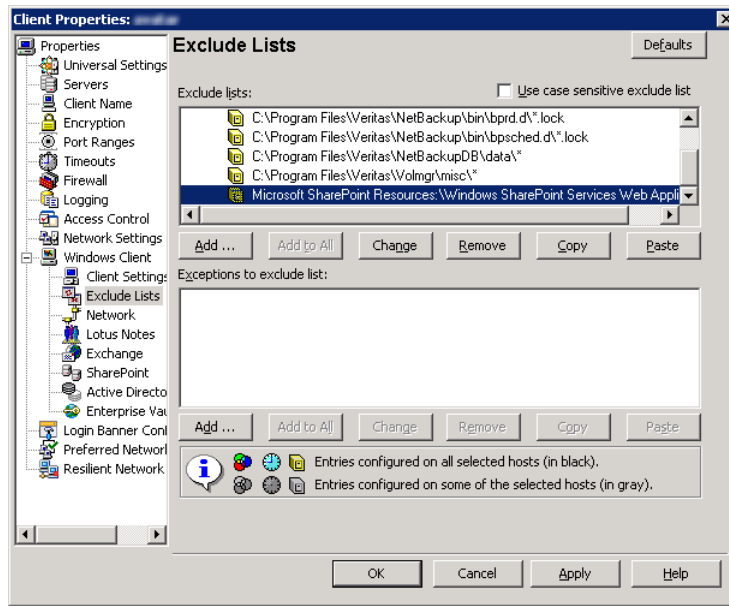 Client Properties:
Properties
Universal Settings
Servers
Client Name
Encryption
Port Ranges
Timeouts
Firewall
Logging
Access Control
Network Settings
Windows Client
Client Settings
Exclude Lists
Network
Lotus Notes
Exchange
SharePoint
Active Directo
Enterprise Vau
Login Banner Conf
Preferred Network
Resilient Network
Exclude Lists
Defaults
Exclude lists:
Use case sensitive exclude list
C:\Program Files\Veritas\NetBackup\bin\bprd.d\*.lock
C:\Program Files\Veritas\NetBackup\bin\bpsched.d\*.lock
C:\Program Files\Veritas\NetBackupDB\data\*
C:\Program Files\Veritas\Volmgr\misc\*
Microsoft SharePoint Resources:\Windows SharePoint Services Web Appli
Add ... Add to All Change Remove Copy Paste
Exceptions to exclude list:
Add ... Add to All Change Remove Copy Paste
Entries configured on all selected hosts (in black).
Entries configured on some of the selected hosts (in gray).
OK Cancel Apply Help